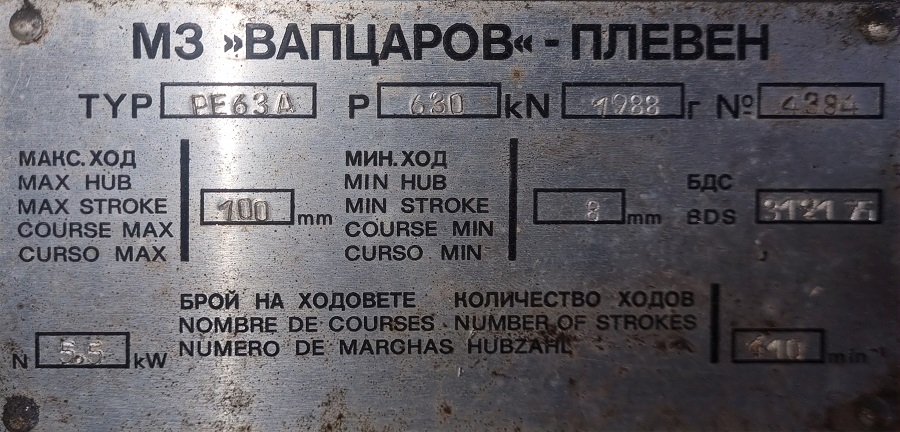 МЗ »ВАПЦАРОВ« - ПЛЕВЕН
TYP PE63A P 630 kN 1988 г № 4384
МАКС. ХОД
MAX HUB
MAX STROKE
COURSE MAX
CURSO MAX
100 mm
МИН. ХОД
MIN HUB
MIN STROKE
COURSE MIN
CURSO MIN
8 mm
БДС
BDS
N 5.5 kW
БРОЙ НА ХОДОВЕТЕ КОЛИЧЕСТВО ХОДОВ
NOMBRE DE COURSES · NUMBER OF STROKES
NUMERO DE MARGHAS HUBZAHL
110 min⁻¹